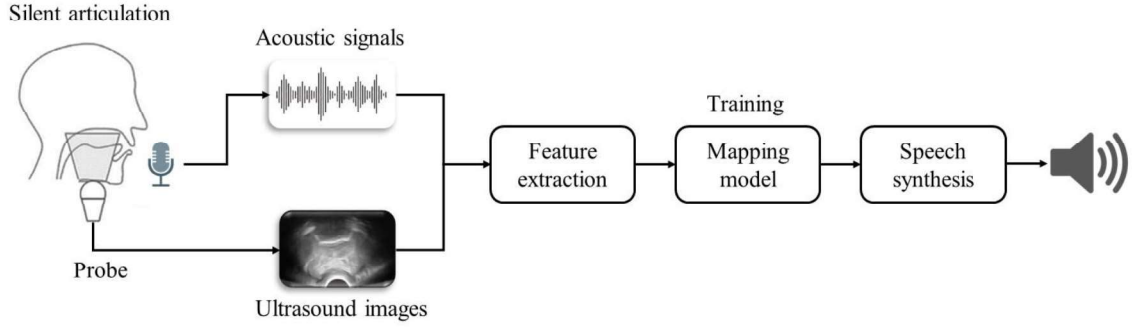 Silent articulation
Acoustic signals
Training
Feature
extraction
Mapping
model
Speech
synthesis
Probe
Ultrasound images